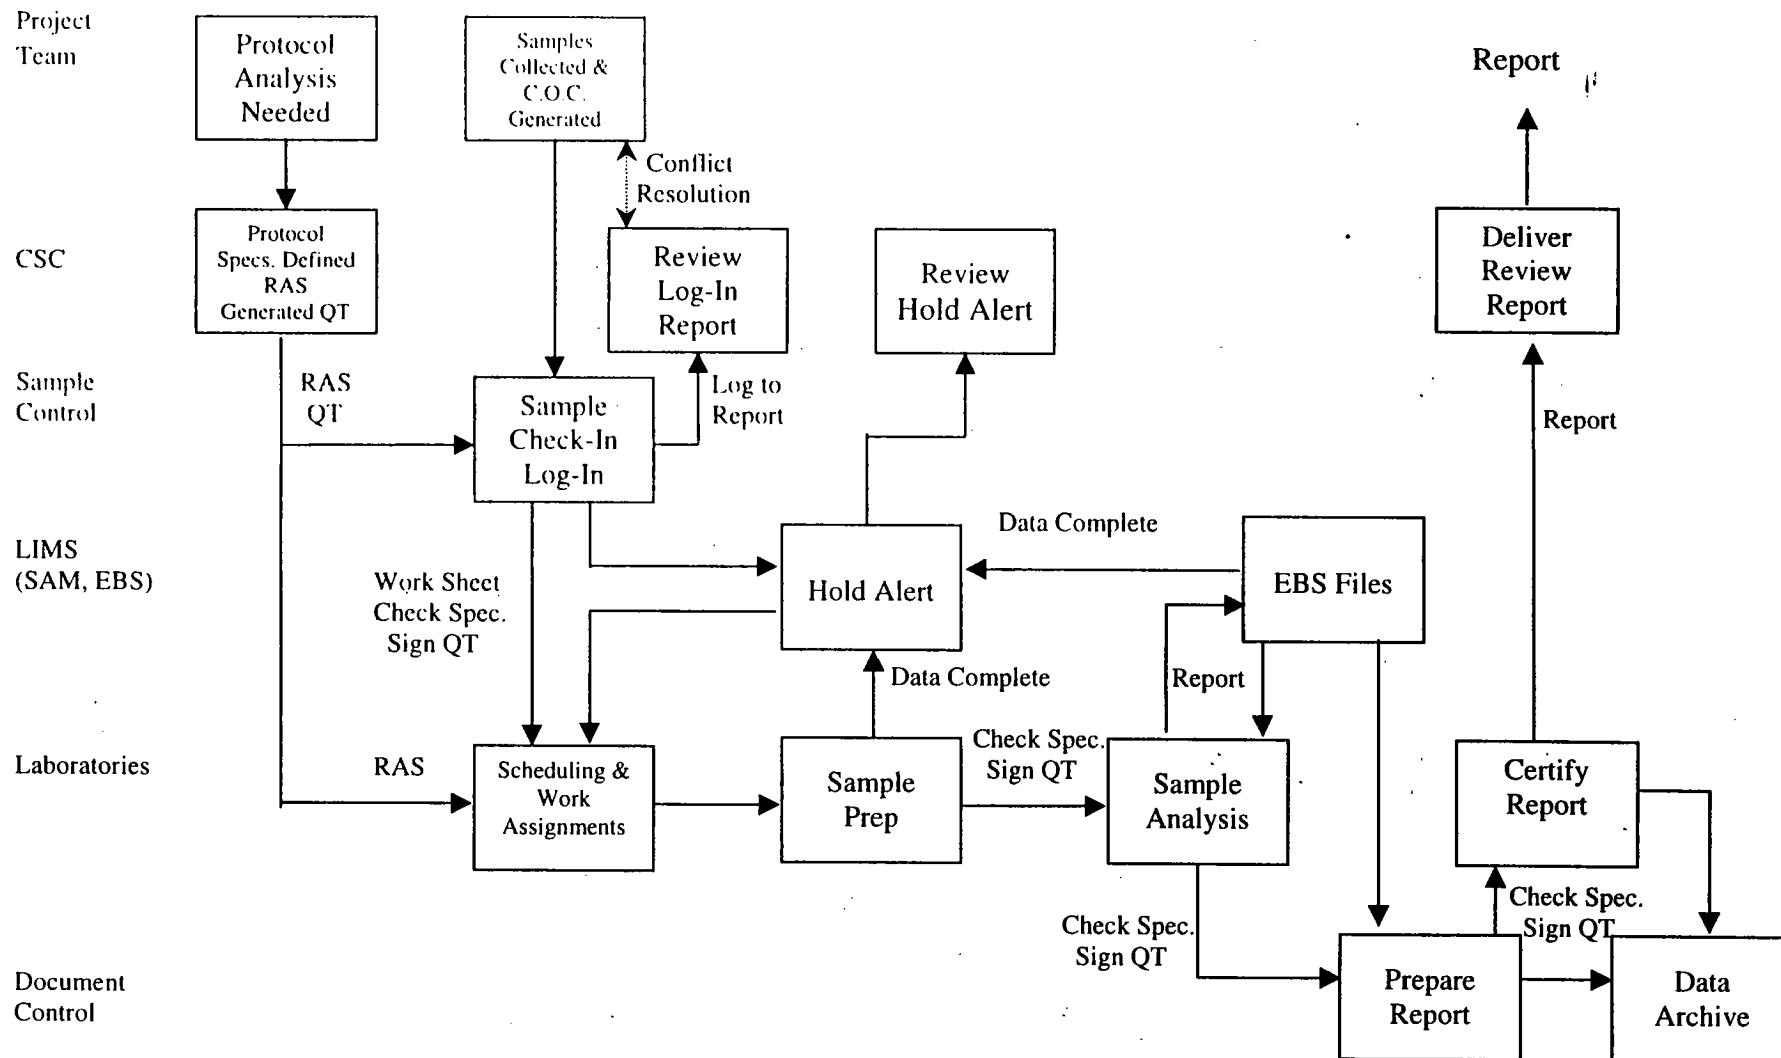 Project
Team
Protocol
Analysis
Needed
Samples
Collected &
C.O.C.
Generated
Report
Conflict
Resolution
CSC
Protocol
Specs. Defined
RAS
Generated QT
Review
Log-In
Report
Review
Hold Alert
Deliver
Review
Report
Sample
Control
RAS
QT
Sample
Check-In
Log-In
Log to
Report
Report
LIMS
(SAM, EBS)
Work Sheet
Check Spec.
Sign QT
Hold Alert
Data Complete
EBS Files
Data Complete
Report
Laboratories
RAS
Scheduling &
Work
Assignments
Sample
Prep
Check Spec.
Sign QT
Sample
Analysis
Certify
Report
Check Spec.
Sign QT
Check Spec.
Sign QT
Document
Control
Prepare
Report
Data
Archive